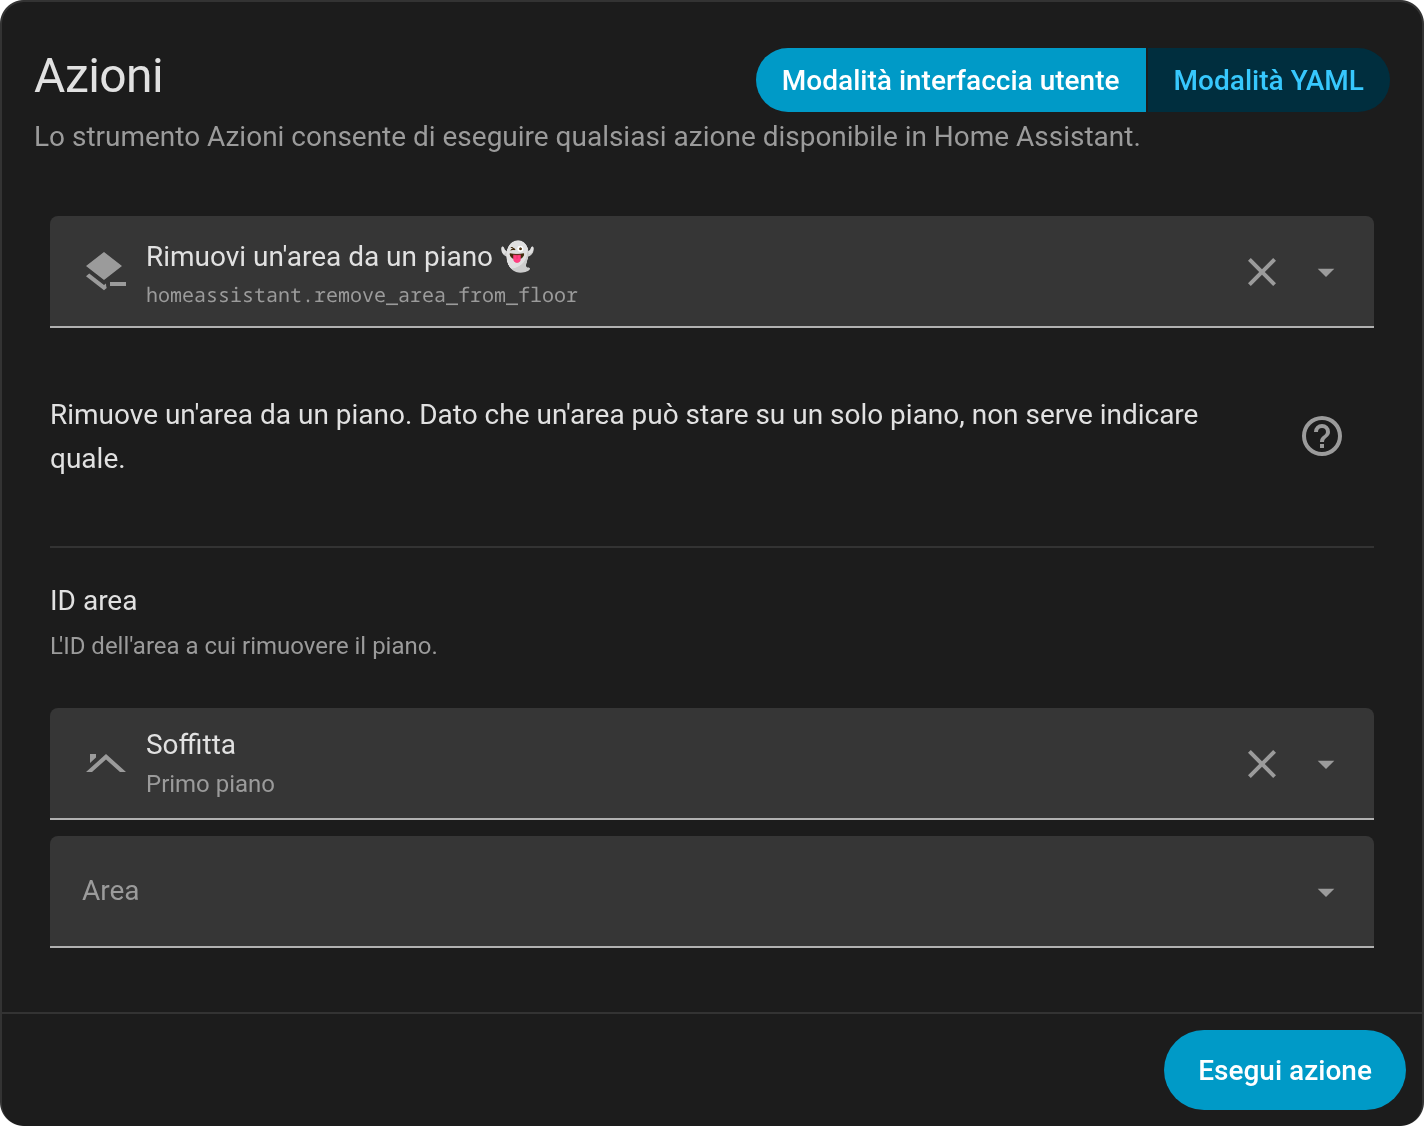 Azioni
Modalità interfaccia utente
Modalità YAML
Lo strumento Azioni consente di eseguire qualsiasi azione disponibile in Home Assistant.
Rimuovi un'area da un piano 👻
homeassistant.remove_area_from_floor
Rimuove un'area da un piano. Dato che un'area può stare su un solo piano, non serve indicare
quale.
ID area
L'ID dell'area a cui rimuovere il piano.
Soffitta
Primo piano
Area
Esegui azione